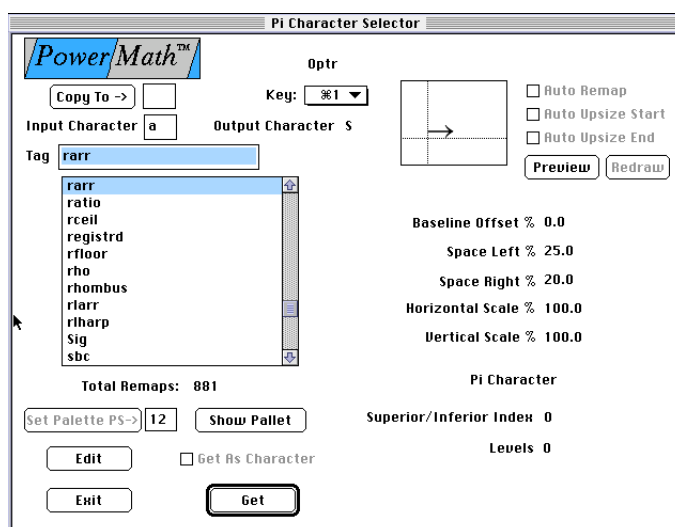 Pi Character Selector
Power Math™
Optr
Copy To ->
Key: ⌘1
Input Character a
Output Character S
Tag rarr
rarr
ratio
rceil
registrd
rfloor
rho
rhombus
rlarr
rlharp
Sig
sbc
Total Remaps: 881
Set Palette PS-> 12
Show Pallet
Edit
Get As Character
Exit
Get
→
Auto Remap
Auto Upsize Start
Auto Upsize End
Preview
Redraw
Baseline Offset % 0.0
Space Left % 25.0
Space Right % 20.0
Horizontal Scale % 100.0
Vertical Scale % 100.0
Pi Character
Superior/Inferior Index 0
Levels 0